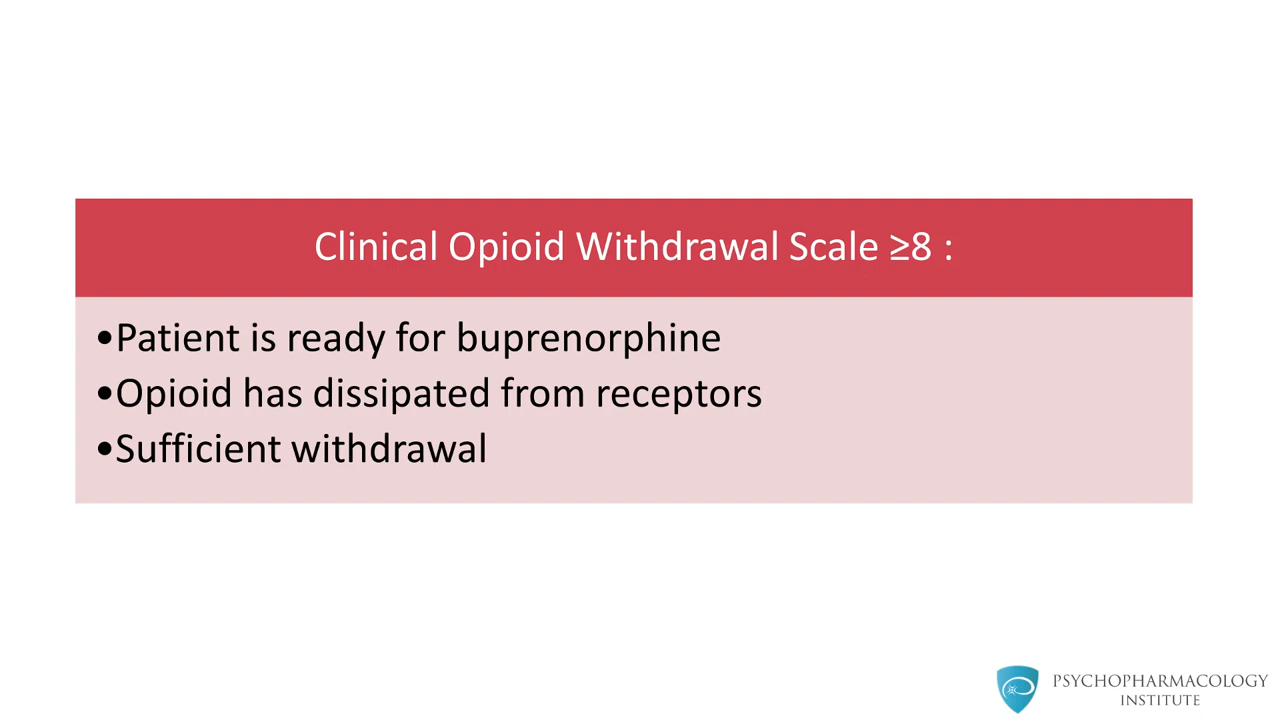 Clinical Opioid Withdrawal Scale ≥8 :
•Patient is ready for buprenorphine
•Opioid has dissipated from receptors
•Sufficient withdrawal
PSYCHOPHARMACOLOGY
INSTITUTE